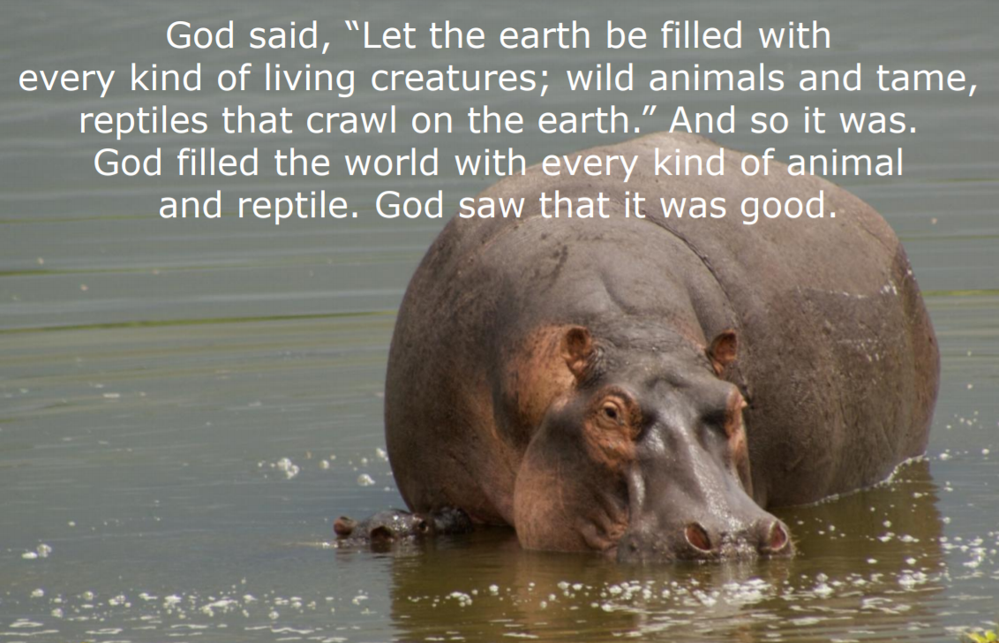 God said, “Let the earth be filled with
every kind of living creatures; wild animals and tame,
reptiles that crawl on the earth.” And so it was.
God filled the world with every kind of animal
and reptile. God saw that it was good.